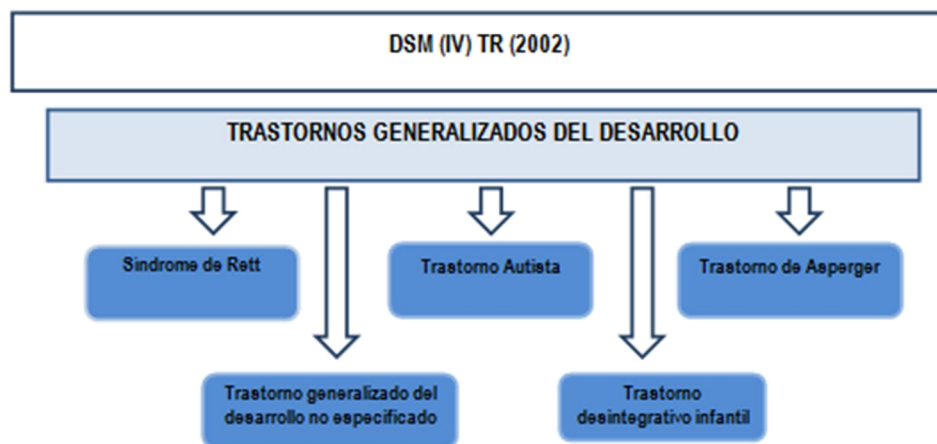 DSM (IV) TR (2002)
TRASTORNOS GENERALIZADOS DEL DESARROLLO
Sindrome de Rett
Trastorno Autista
Trastorno de Asperger
Trastorno generalizado del
desarrollo no especificado
Trastorno
desintegrativo infantil